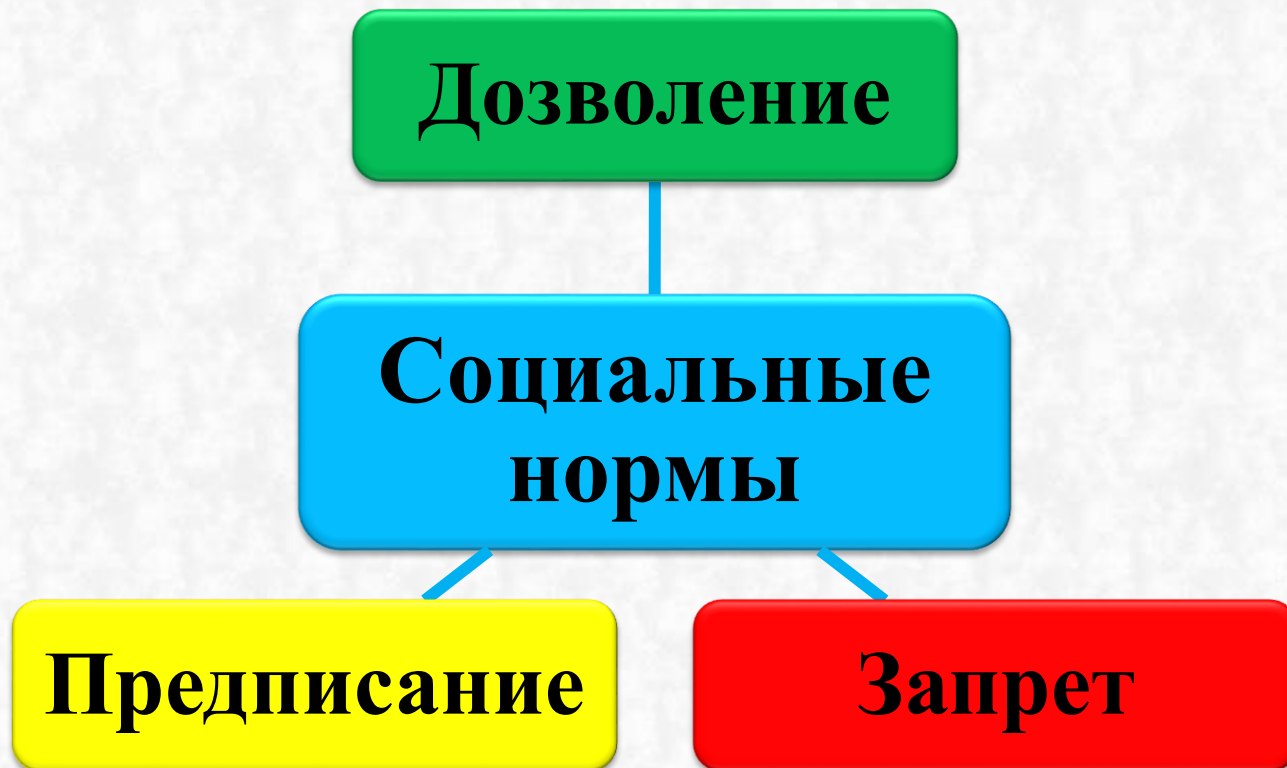 Дозволение
Социальные
нормы
Предписание
Запрет